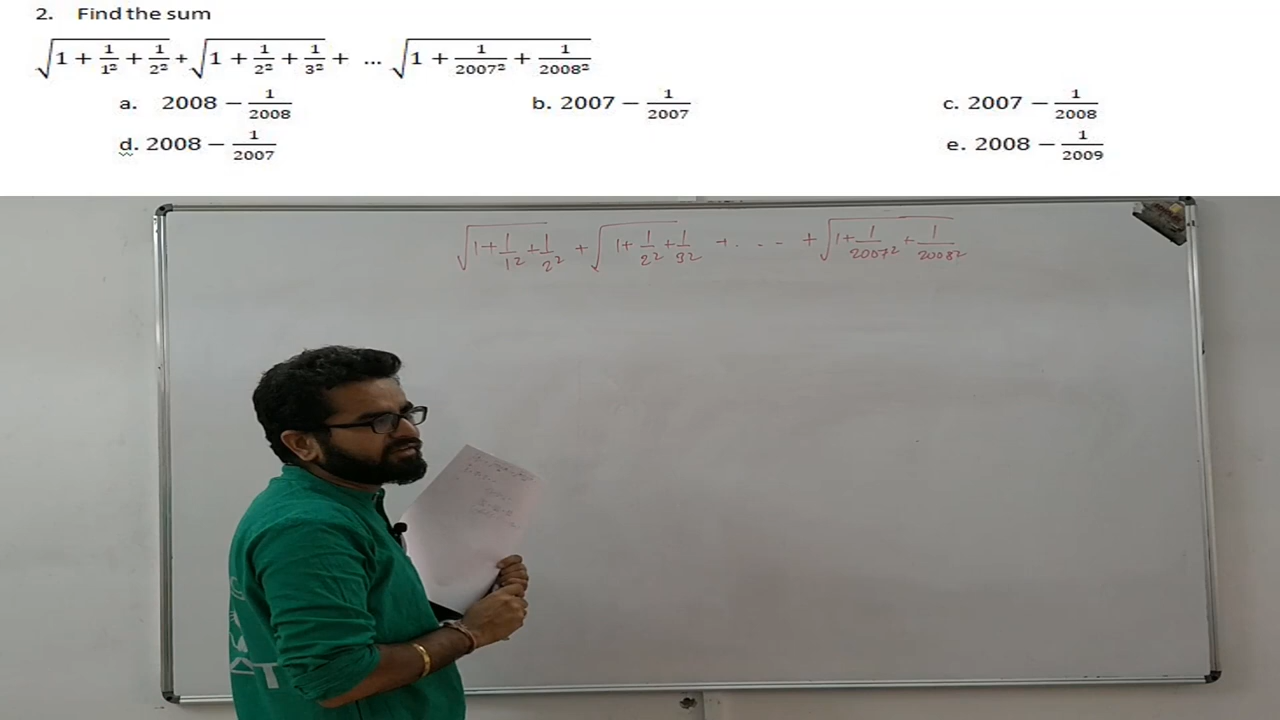 2. Find the sum
√(1 + 1/1² + 1/2²) + √(1 + 1/2² + 1/3²) + ... √(1 + 1/2007² + 1/2008²)
a. 2008 − 1/2008 b. 2007 − 1/2007 c. 2007 − 1/2008
d. 2008 − 1/2007 e. 2008 − 1/2009
√(1+1/1²+1/2²) + √(1+1/2²+1/3²) +. . . . +√(1+1/2007²+1/2008²)